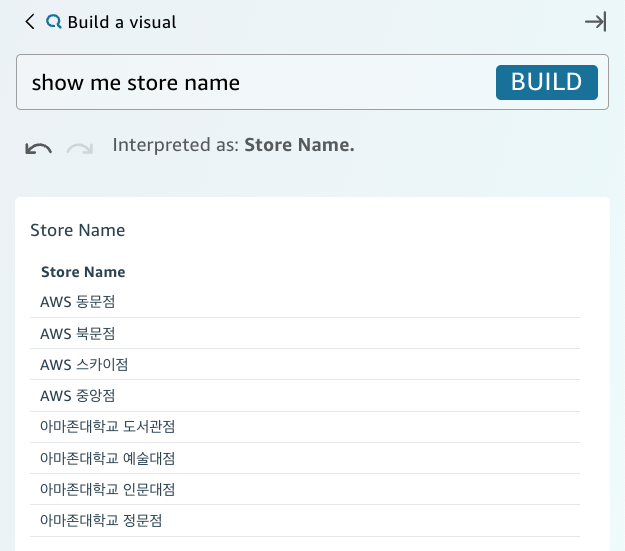 Build a visual
show me store name
BUILD
Interpreted as: Store Name.
Store Name
Store Name
AWS 동문점
AWS 북문점
AWS 스카이점
AWS 중앙점
아마존대학교 도서관점
아마존대학교 예술대점
아마존대학교 인문대점
아마존대학교 정문점